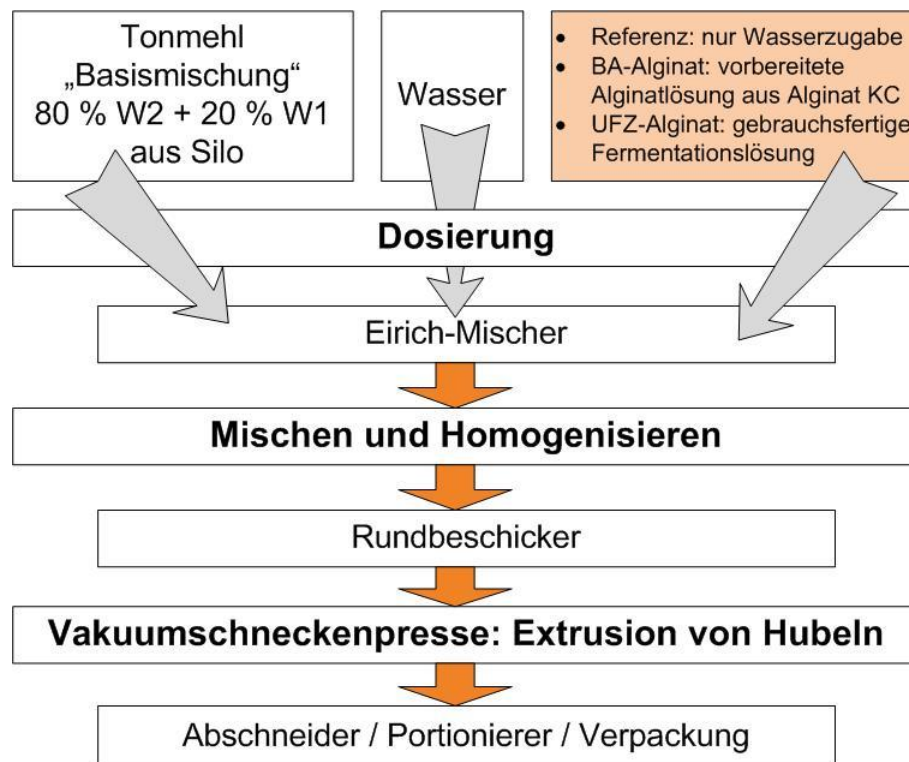 Tonmehl
„Basismischung“
80 % W2 + 20 % W1
aus Silo
Wasser
• Referenz: nur Wasserzugabe
• BA-Alginat: vorbereitete
Alginatlösung aus Alginat KC
• UFZ-Alginat: gebrauchsfertige
Fermentationslösung
Dosierung
Eirich-Mischer
Mischen und Homogenisieren
Rundbeschicker
Vakuumschneckenpresse: Extrusion von Hubeln
Abschneider / Portionierer / Verpackung